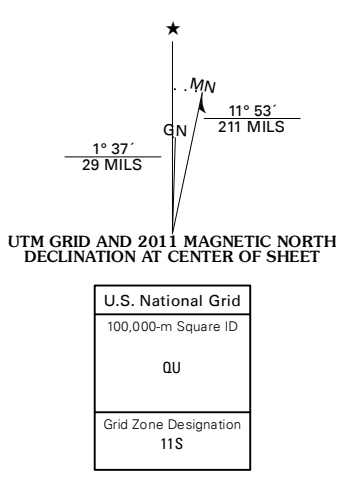 ★
MN
11° 53´
211 MILS
GN
1° 37´
29 MILS
UTM GRID AND 2011 MAGNETIC NORTH
DECLINATION AT CENTER OF SHEET
U.S. National Grid
100,000-m Square ID
QU
Grid Zone Designation
11S